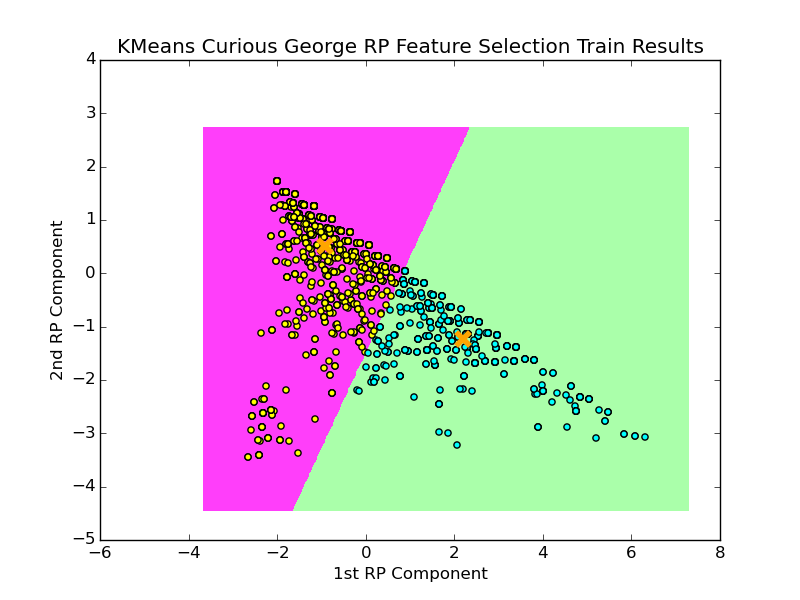 KMeans Curious George RP Feature Selection Train Results
4
3
2
1
0
−1
−2
−3
−4
−5
2nd RP Component
−6 −4 −2 0 2 4 6 8
1st RP Component